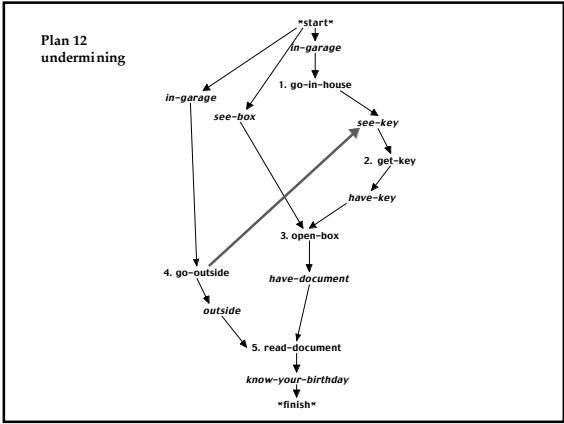 Plan 12
undermining
*start*
in-garage
1. go-in-house
in-garage
see-box
see-key
2. get-key
have-key
3. open-box
4. go-outside
have-document
outside
5. read-document
know-your-birthday
*finish*